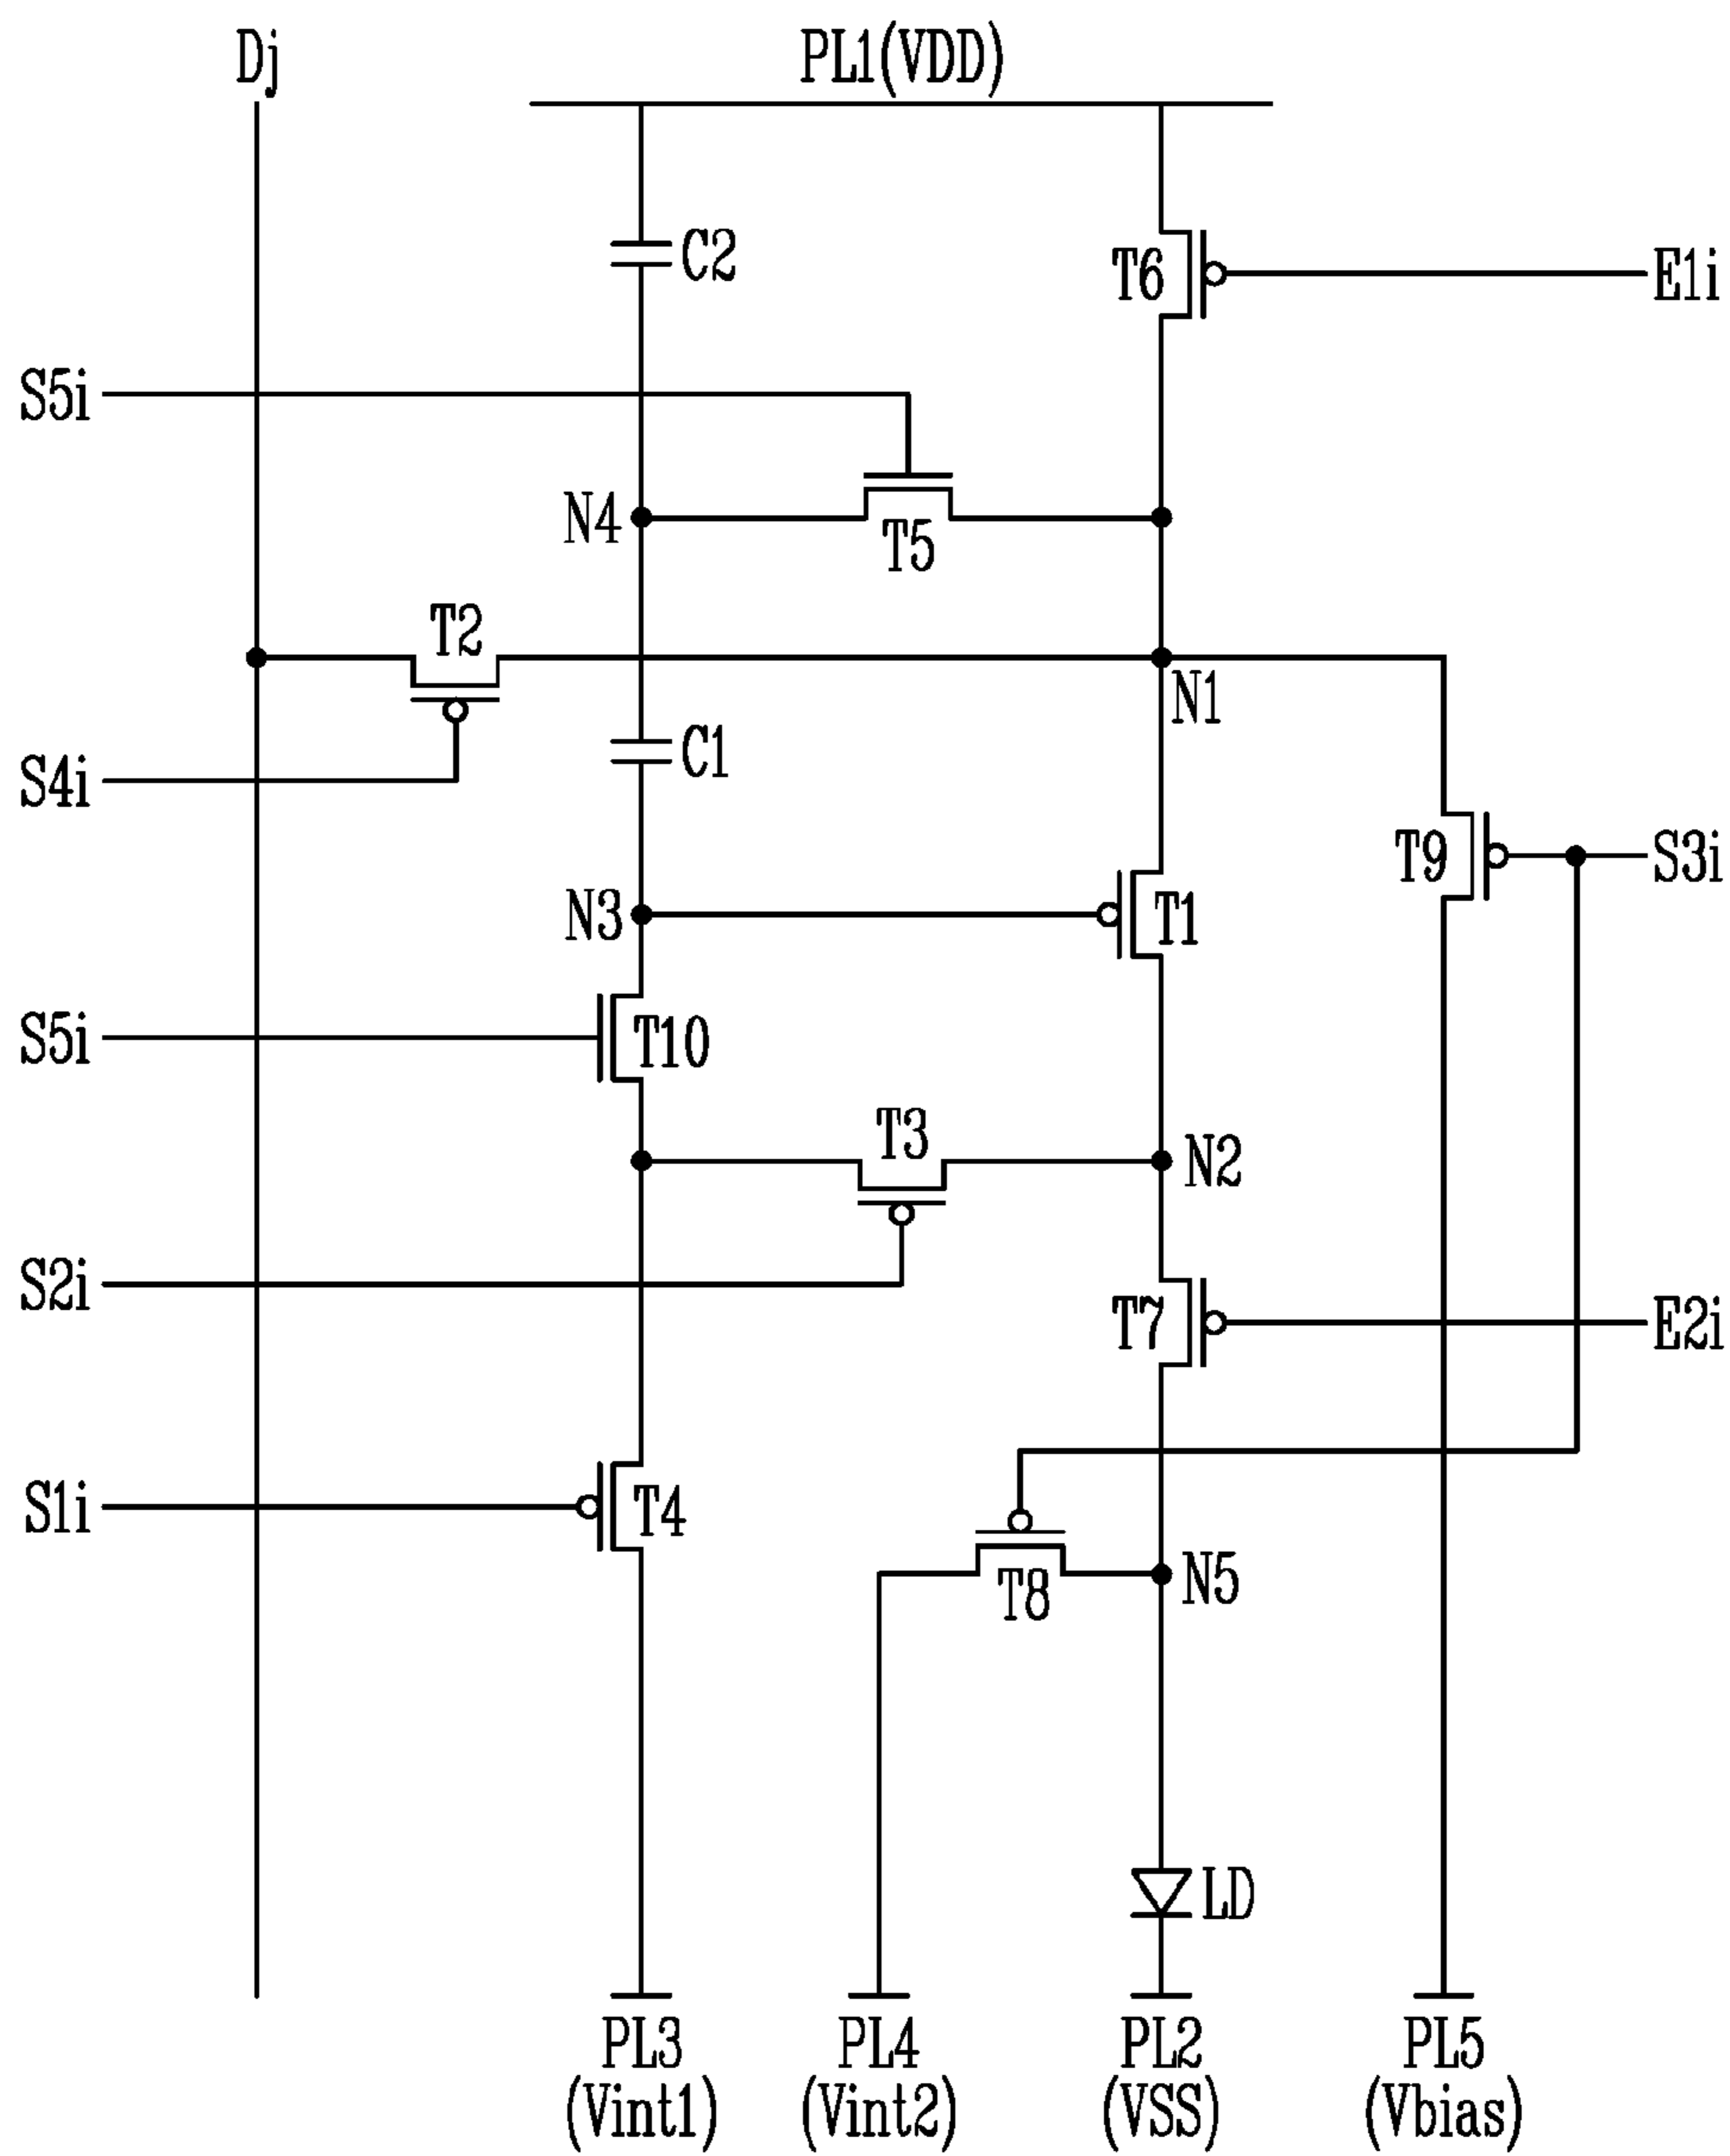 Dj
PL1(VDD)
C2
T6
E1i
S5i
N4
T5
T2
N1
S4i
C1
T9
S3i
N3
T1
S5i
T10
T3
N2
S2i
T7
E2i
S1i
T4
T8
N5
LD
PL3
(Vint1)
PL4
(Vint2)
PL2
(VSS)
PL5
(Vbias)